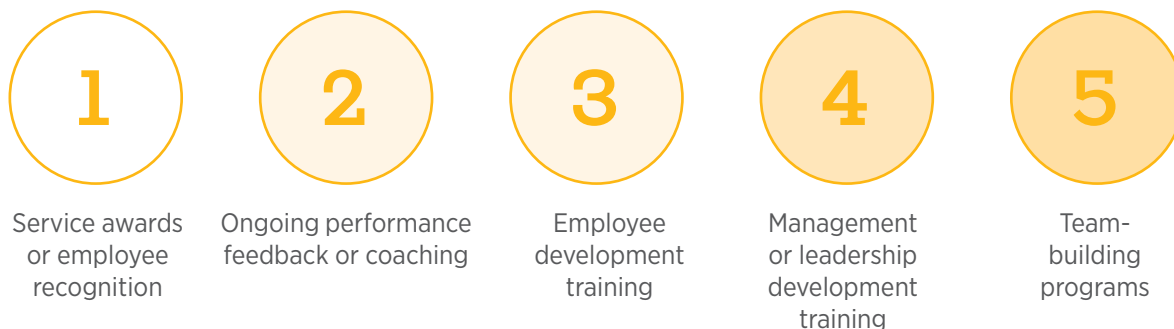 1
Service awards
or employee
recognition
2
Ongoing performance
feedback or coaching
3
Employee
development
training
4
Management
or leadership
development
training
5
Team-
building
programs